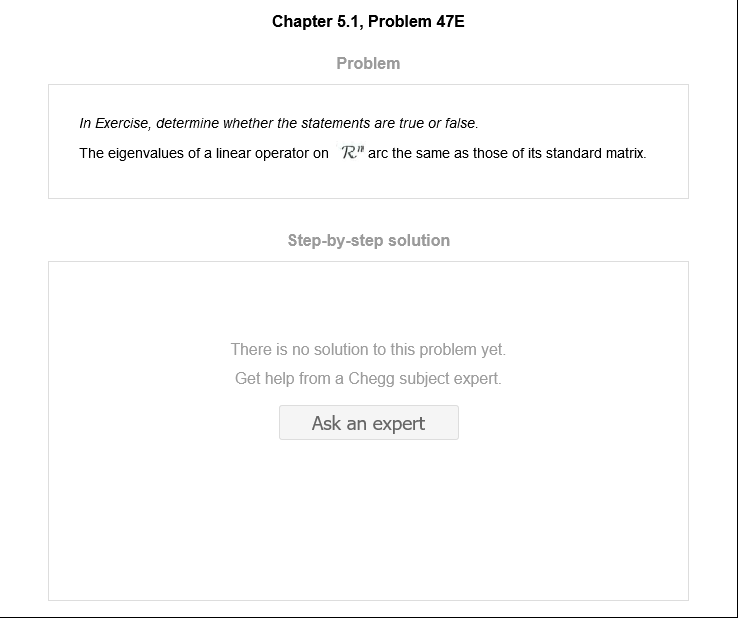 Chapter 5.1, Problem 47E
Problem
In Exercise, determine whether the statements are true or false.
The eigenvalues of a linear operator on ℛⁿ arc the same as those of its standard matrix.
Step-by-step solution
There is no solution to this problem yet.
Get help from a Chegg subject expert.
Ask an expert